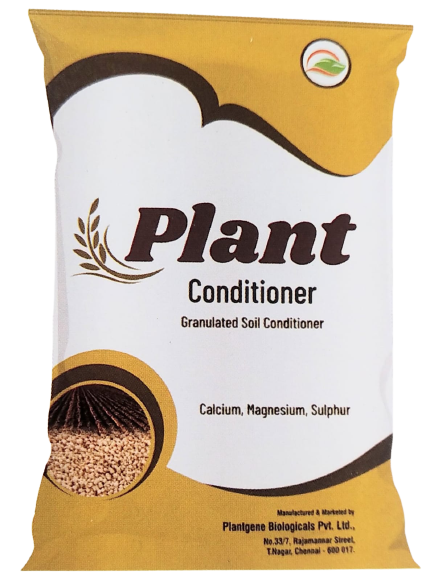 Plant
Conditioner
Granulated Soil Conditioner
Calcium, Magnesium, Sulphur
Manufactured & Marketed by
Plantgene Biologicals Pvt. Ltd.,
No.33/7, Rajamannar Street,
T.Nagar, Chennai - 600 017.